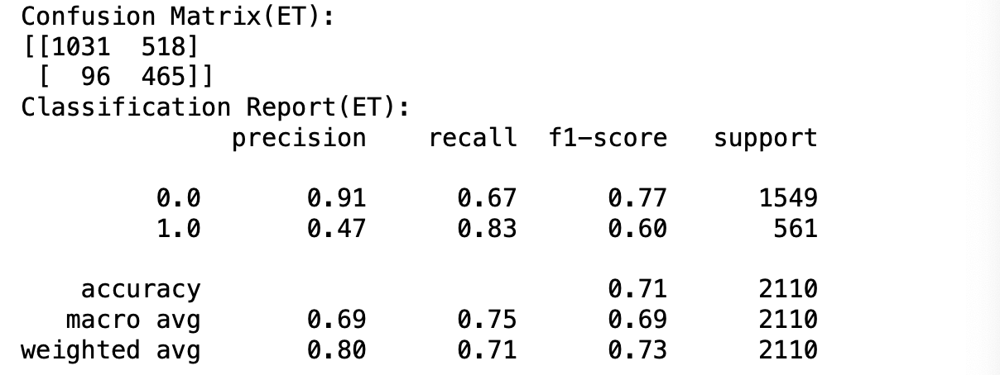 Confusion Matrix(ET):
[[1031  518]
 [  96  465]]
Classification Report(ET):
              precision    recall  f1-score   support

         0.0       0.91      0.67      0.77      1549
         1.0       0.47      0.83      0.60       561

    accuracy                           0.71      2110
   macro avg       0.69      0.75      0.69      2110
weighted avg       0.80      0.71      0.73      2110